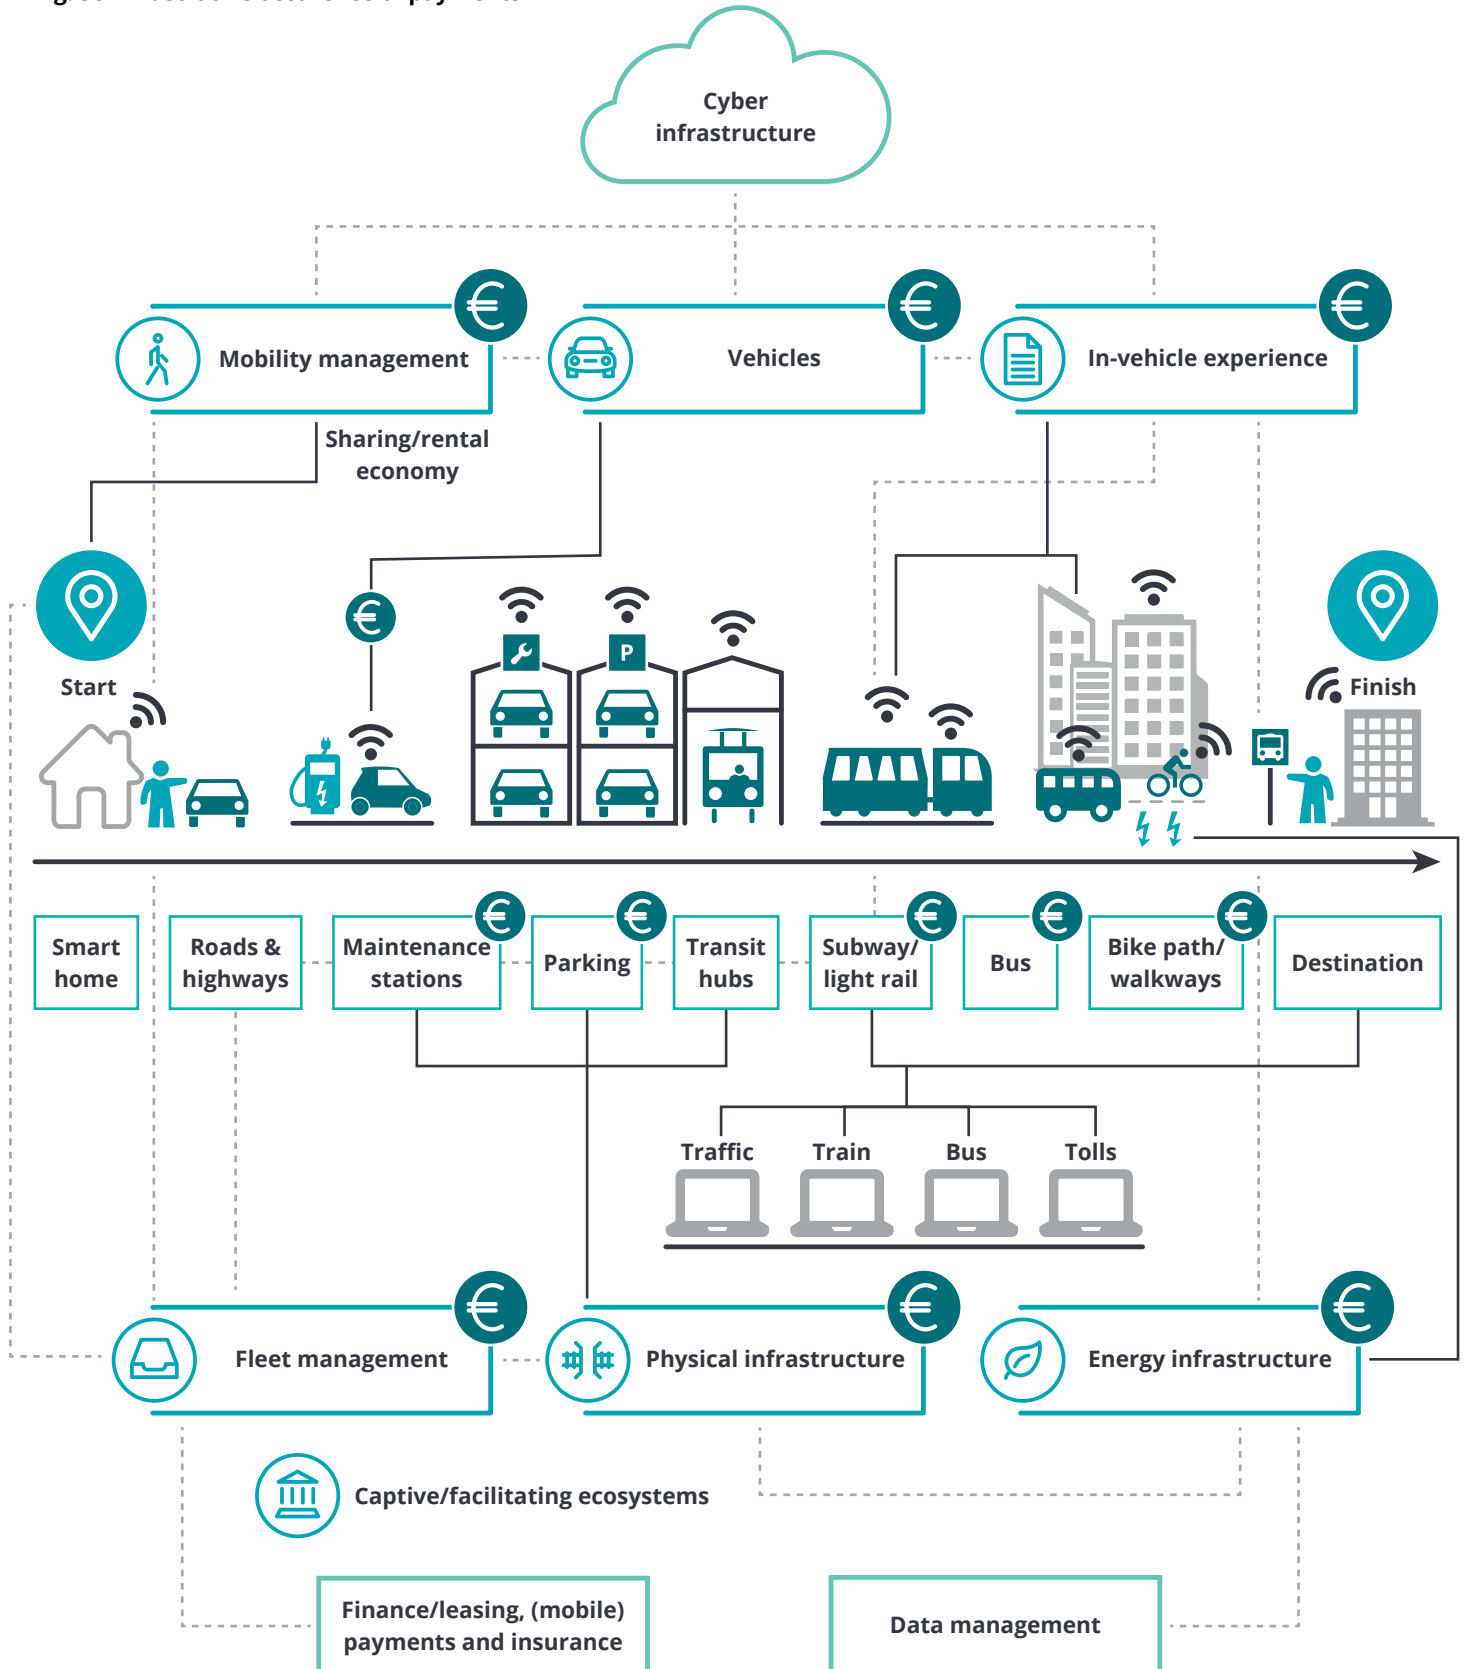 Cyber
infrastructure
Mobility management
Vehicles
In-vehicle experience
Sharing/rental
economy
P
Start
Finish
Smart
home
Roads &
highways
Maintenance
stations
Parking
Transit
hubs
Subway/
light rail
Bus
Bike path/
walkways
Destination
Traffic
Train
Bus
Tolls
Fleet management
Physical infrastructure
Energy infrastructure
Captive/facilitating ecosystems
Finance/leasing, (mobile)
payments and insurance
Data management